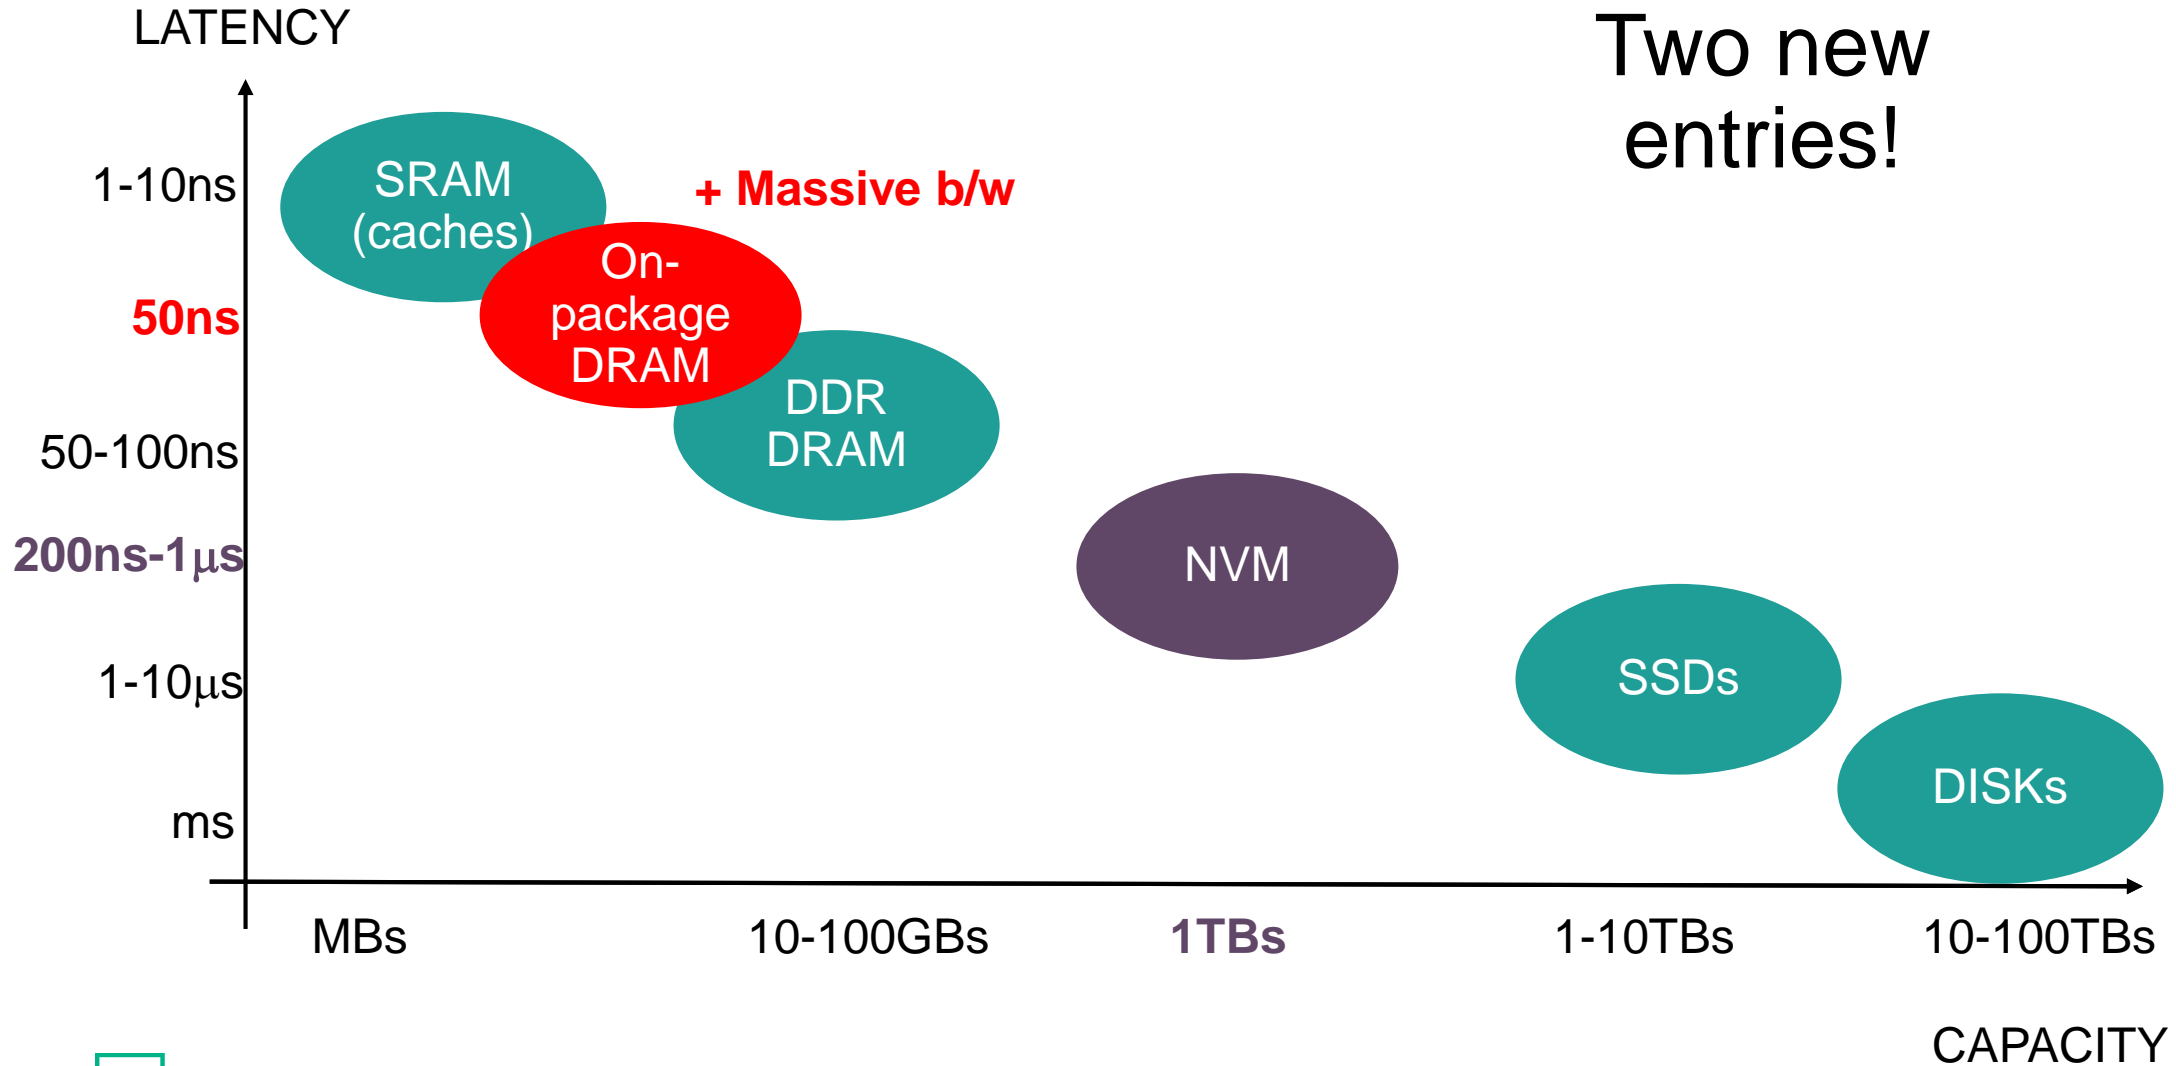 LATENCY
Two new
entries!
1-10ns
SRAM
(caches)
+ Massive b/w
50ns
On-
package
DRAM
50-100ns
DDR
DRAM
200ns-1μs
NVM
1-10μs
SSDs
ms
DISKs
MBs
10-100GBs
1TBs
1-10TBs
10-100TBs
CAPACITY